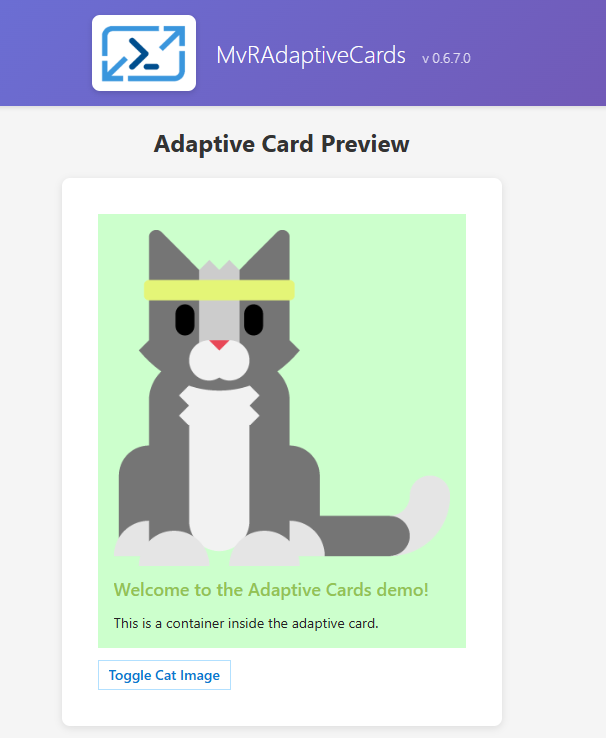 MvRAdaptiveCards v 0.6.7.0
Adaptive Card Preview
Welcome to the Adaptive Cards demo!
This is a container inside the adaptive card.
Toggle Cat Image